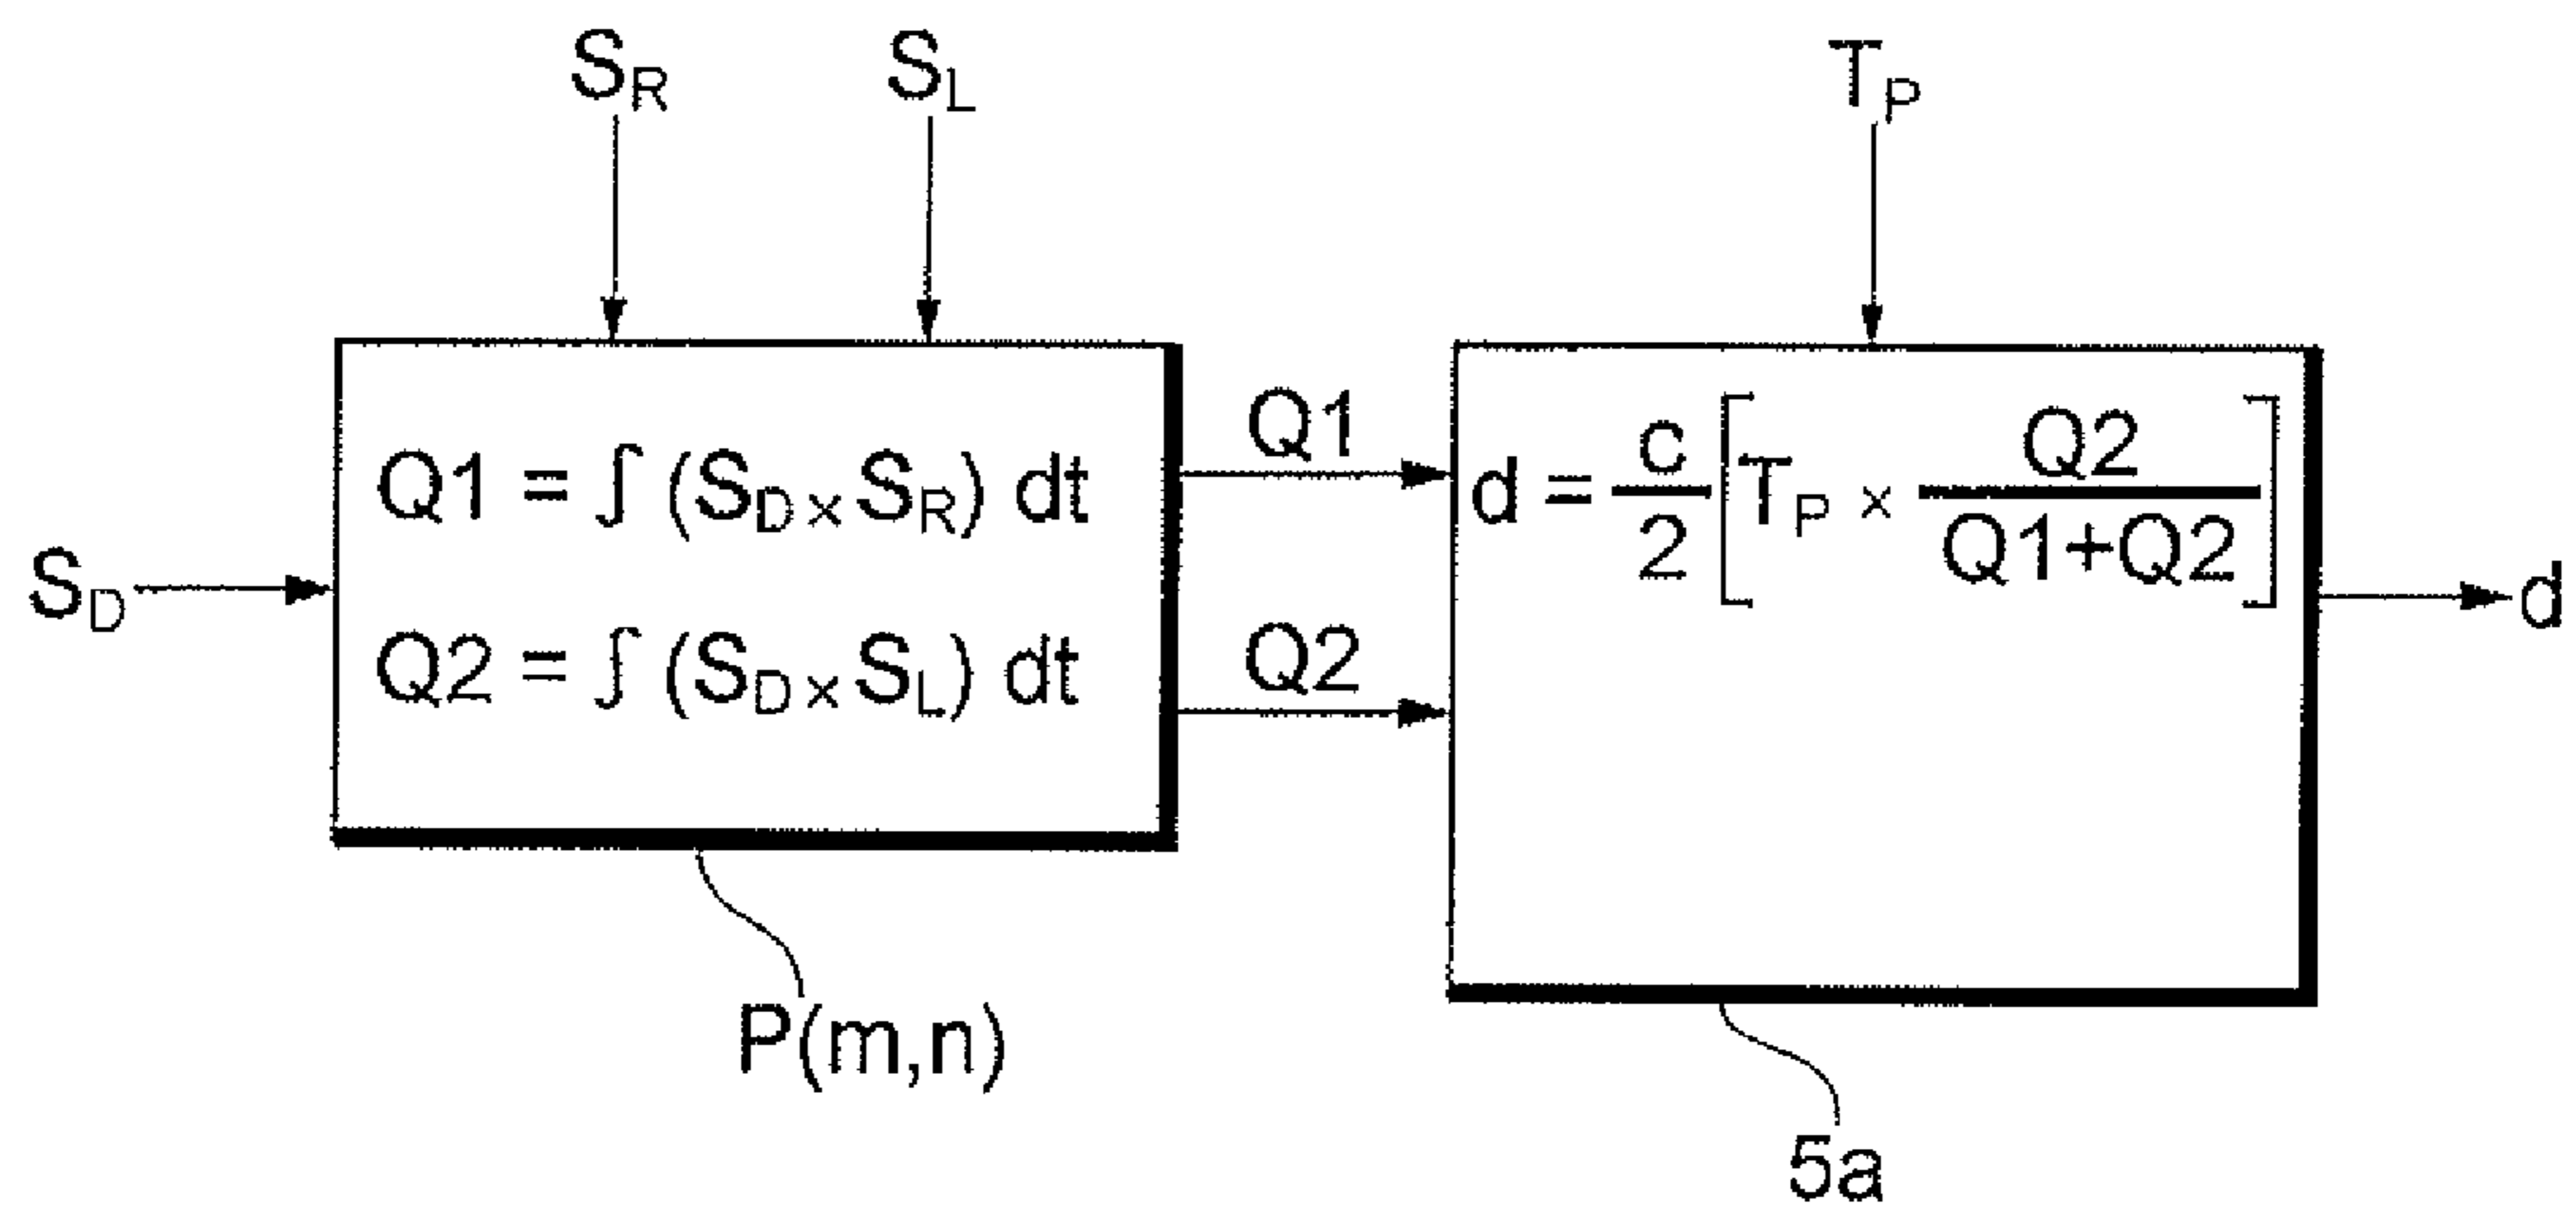 S_R S_L T_P
Q1 = ∫ (S_D × S_R) dt
Q2 = ∫ (S_D × S_L) dt
S_D
Q1
Q2
d = c/2 [T_P × Q2/(Q1+Q2)]
d
P(m,n)
5a